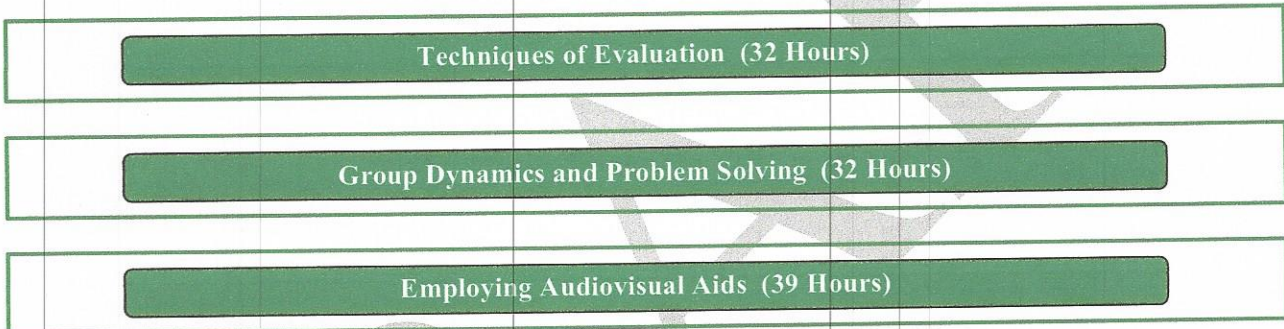 Techniques of Evaluation (32 Hours)
Group Dynamics and Problem Solving (32 Hours)
Employing Audiovisual Aids (39 Hours)